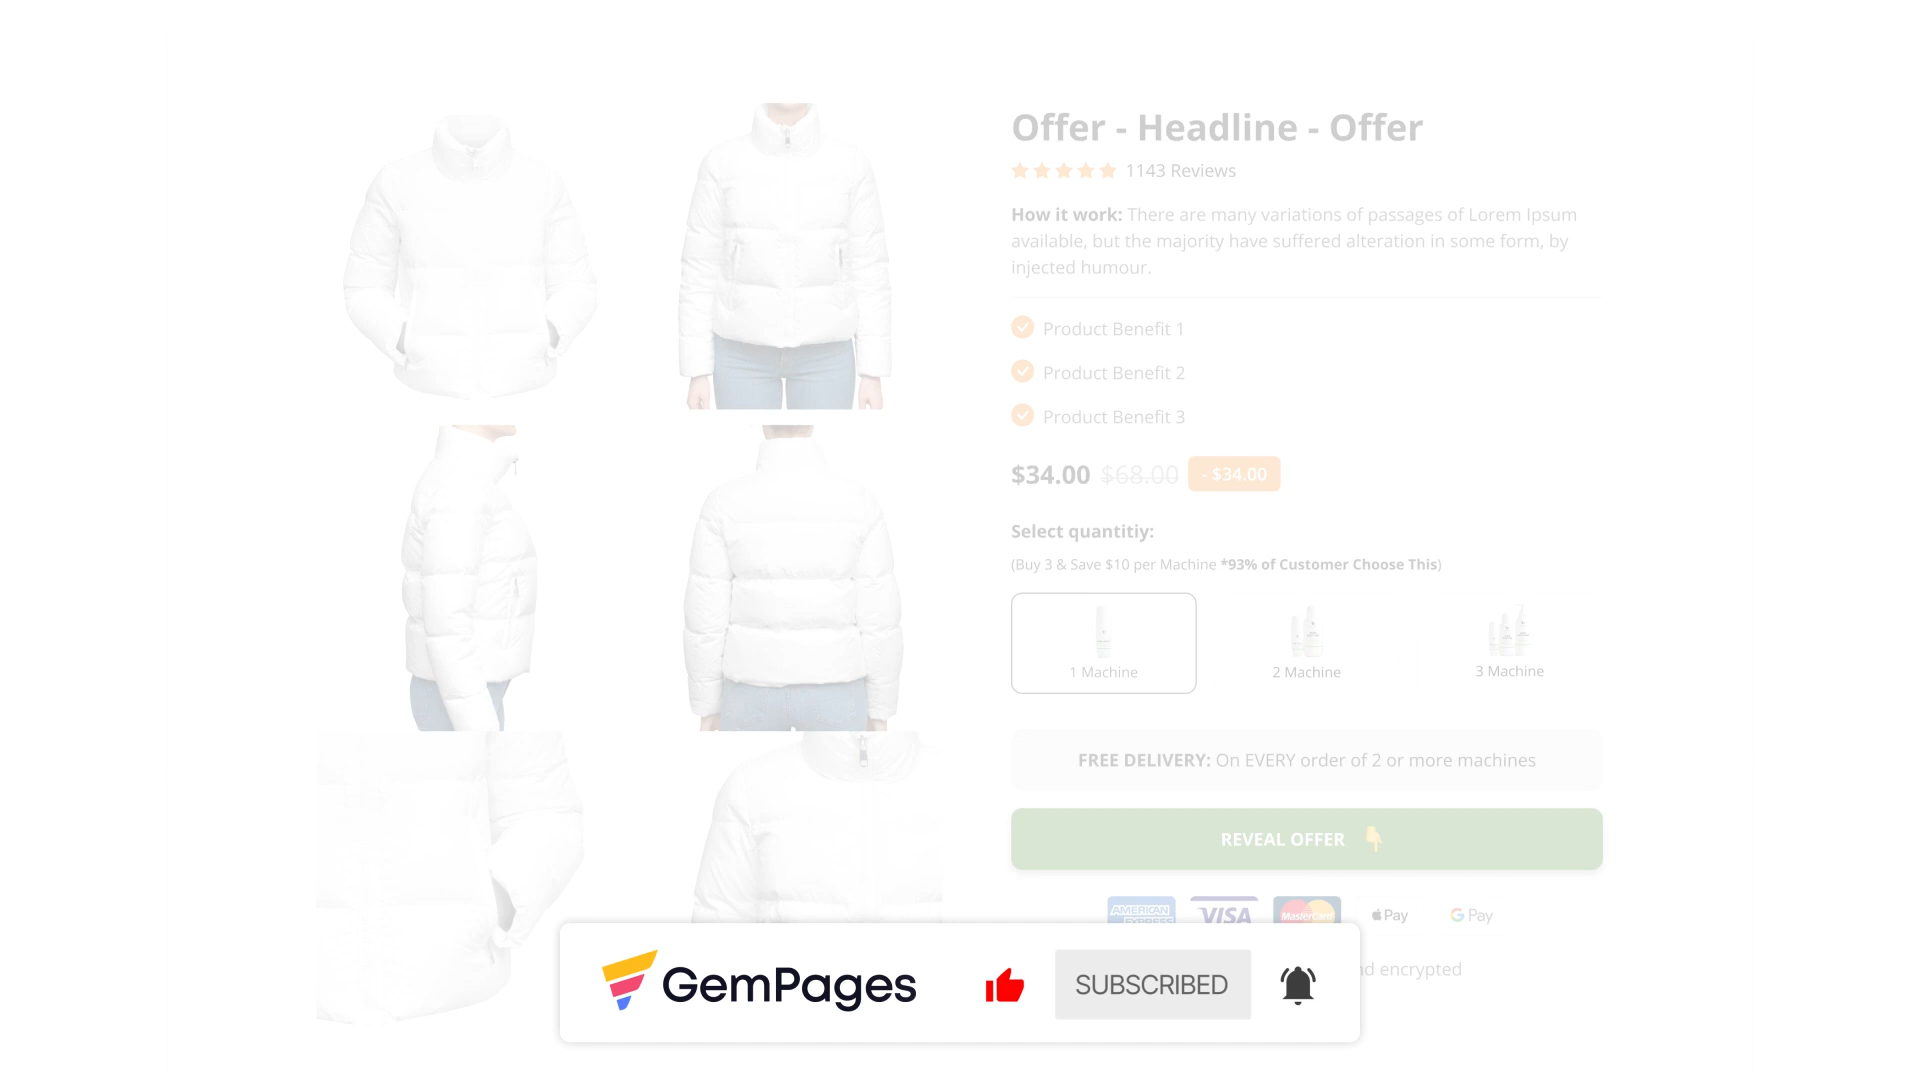 Offer - Headline - Offer
1143 Reviews
How it work: There are many variations of passages of Lorem Ipsum
available, but the majority have suffered alteration in some form, by
injected humour.
Product Benefit 1
Product Benefit 2
Product Benefit 3
$34.00 $68.00 - $34.00
Select quantitiy:
(Buy 3 & Save $10 per Machine *93% of Customer Choose This)
1 Machine
2 Machine
3 Machine
FREE DELIVERY: On EVERY order of 2 or more machines
REVEAL OFFER
AMERICAN EXPRESS VISA MasterCard Pay G Pay
encrypted
GemPages SUBSCRIBED